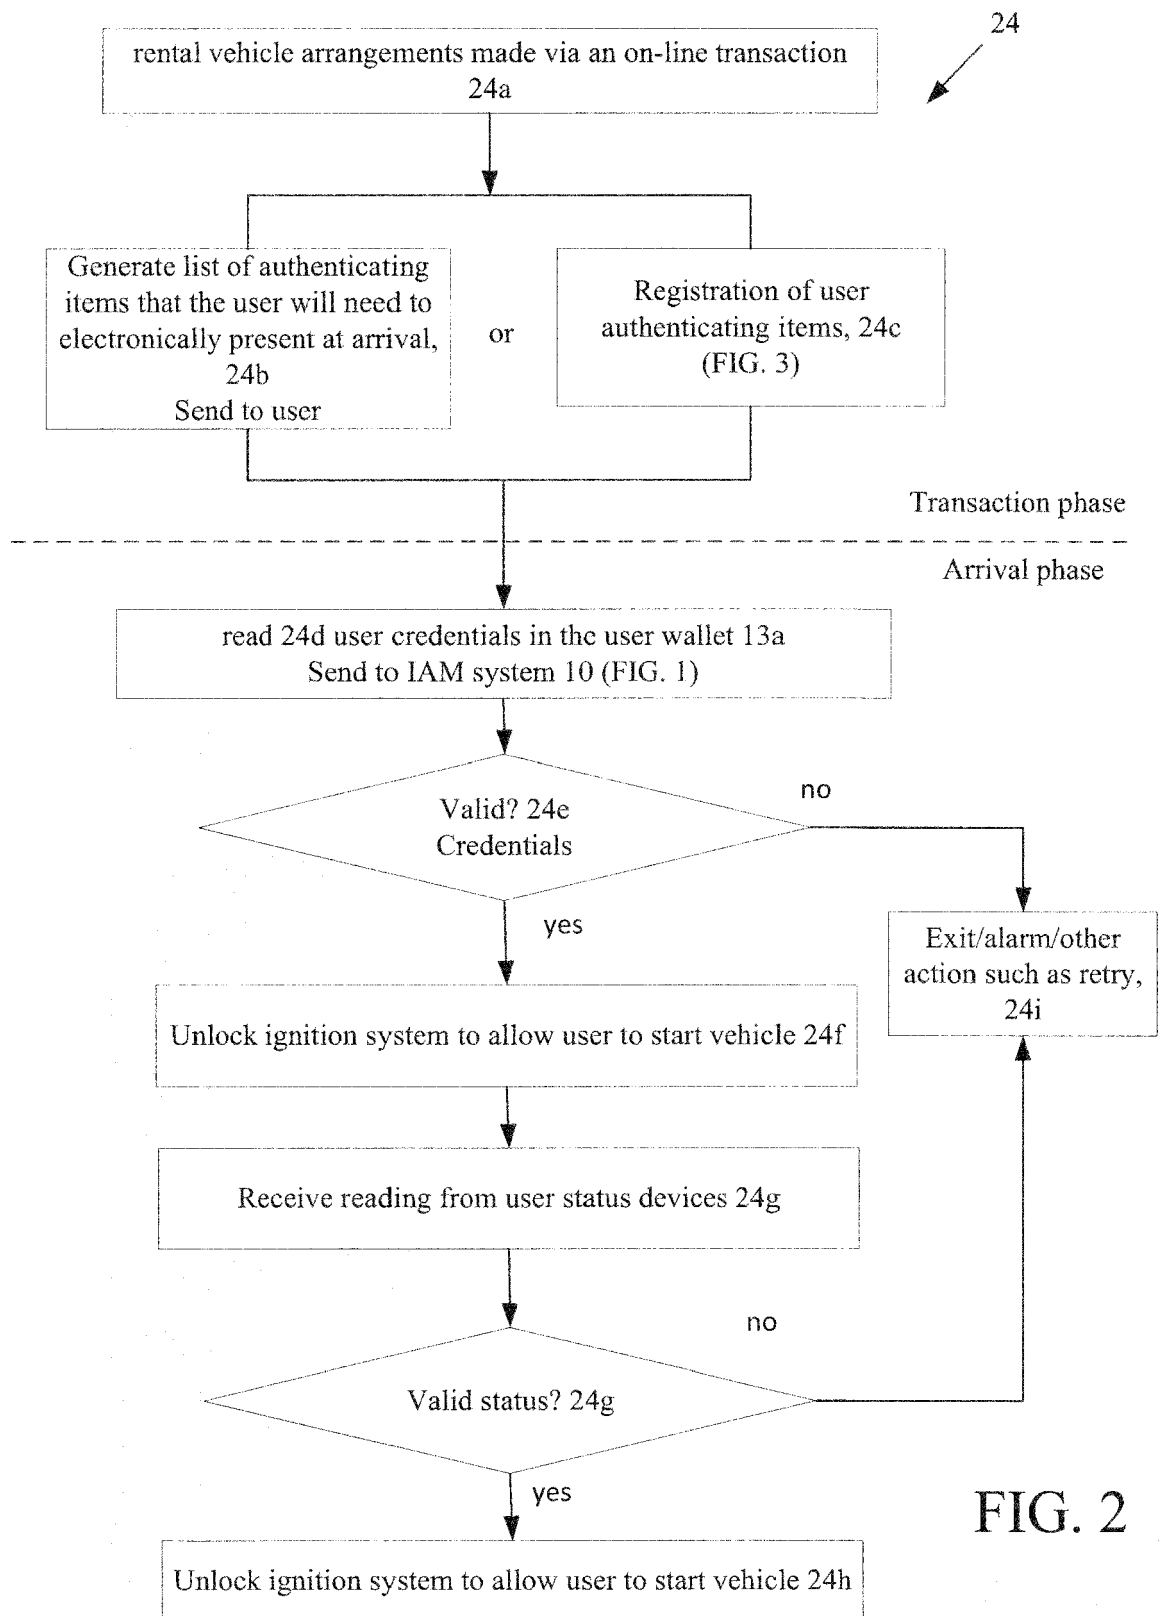 24
rental vehicle arrangements made via an on-line transaction
24a
Generate list of authenticating
items that the user will need to
electronically present at arrival,
24b
Send to user
or
Registration of user
authenticating items, 24c
(FIG. 3)
Transaction phase
Arrival phase
read 24d user credentials in the user wallet 13a
Send to IAM system 10 (FIG. 1)
Valid? 24e
Credentials
no
yes
Exit/alarm/other
action such as retry,
24i
Unlock ignition system to allow user to start vehicle 24f
Receive reading from user status devices 24g
no
Valid status? 24g
yes
FIG. 2
Unlock ignition system to allow user to start vehicle 24h